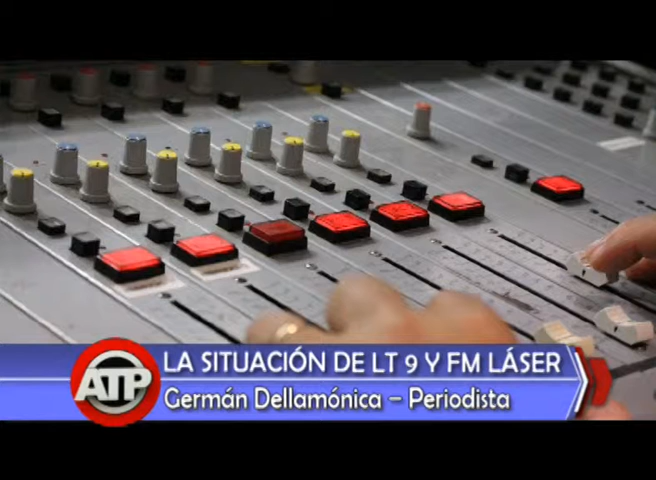 ATP
LA SITUACIÓN DE LT 9 Y FM LÁSER
Germán Dellamónica – Periodista